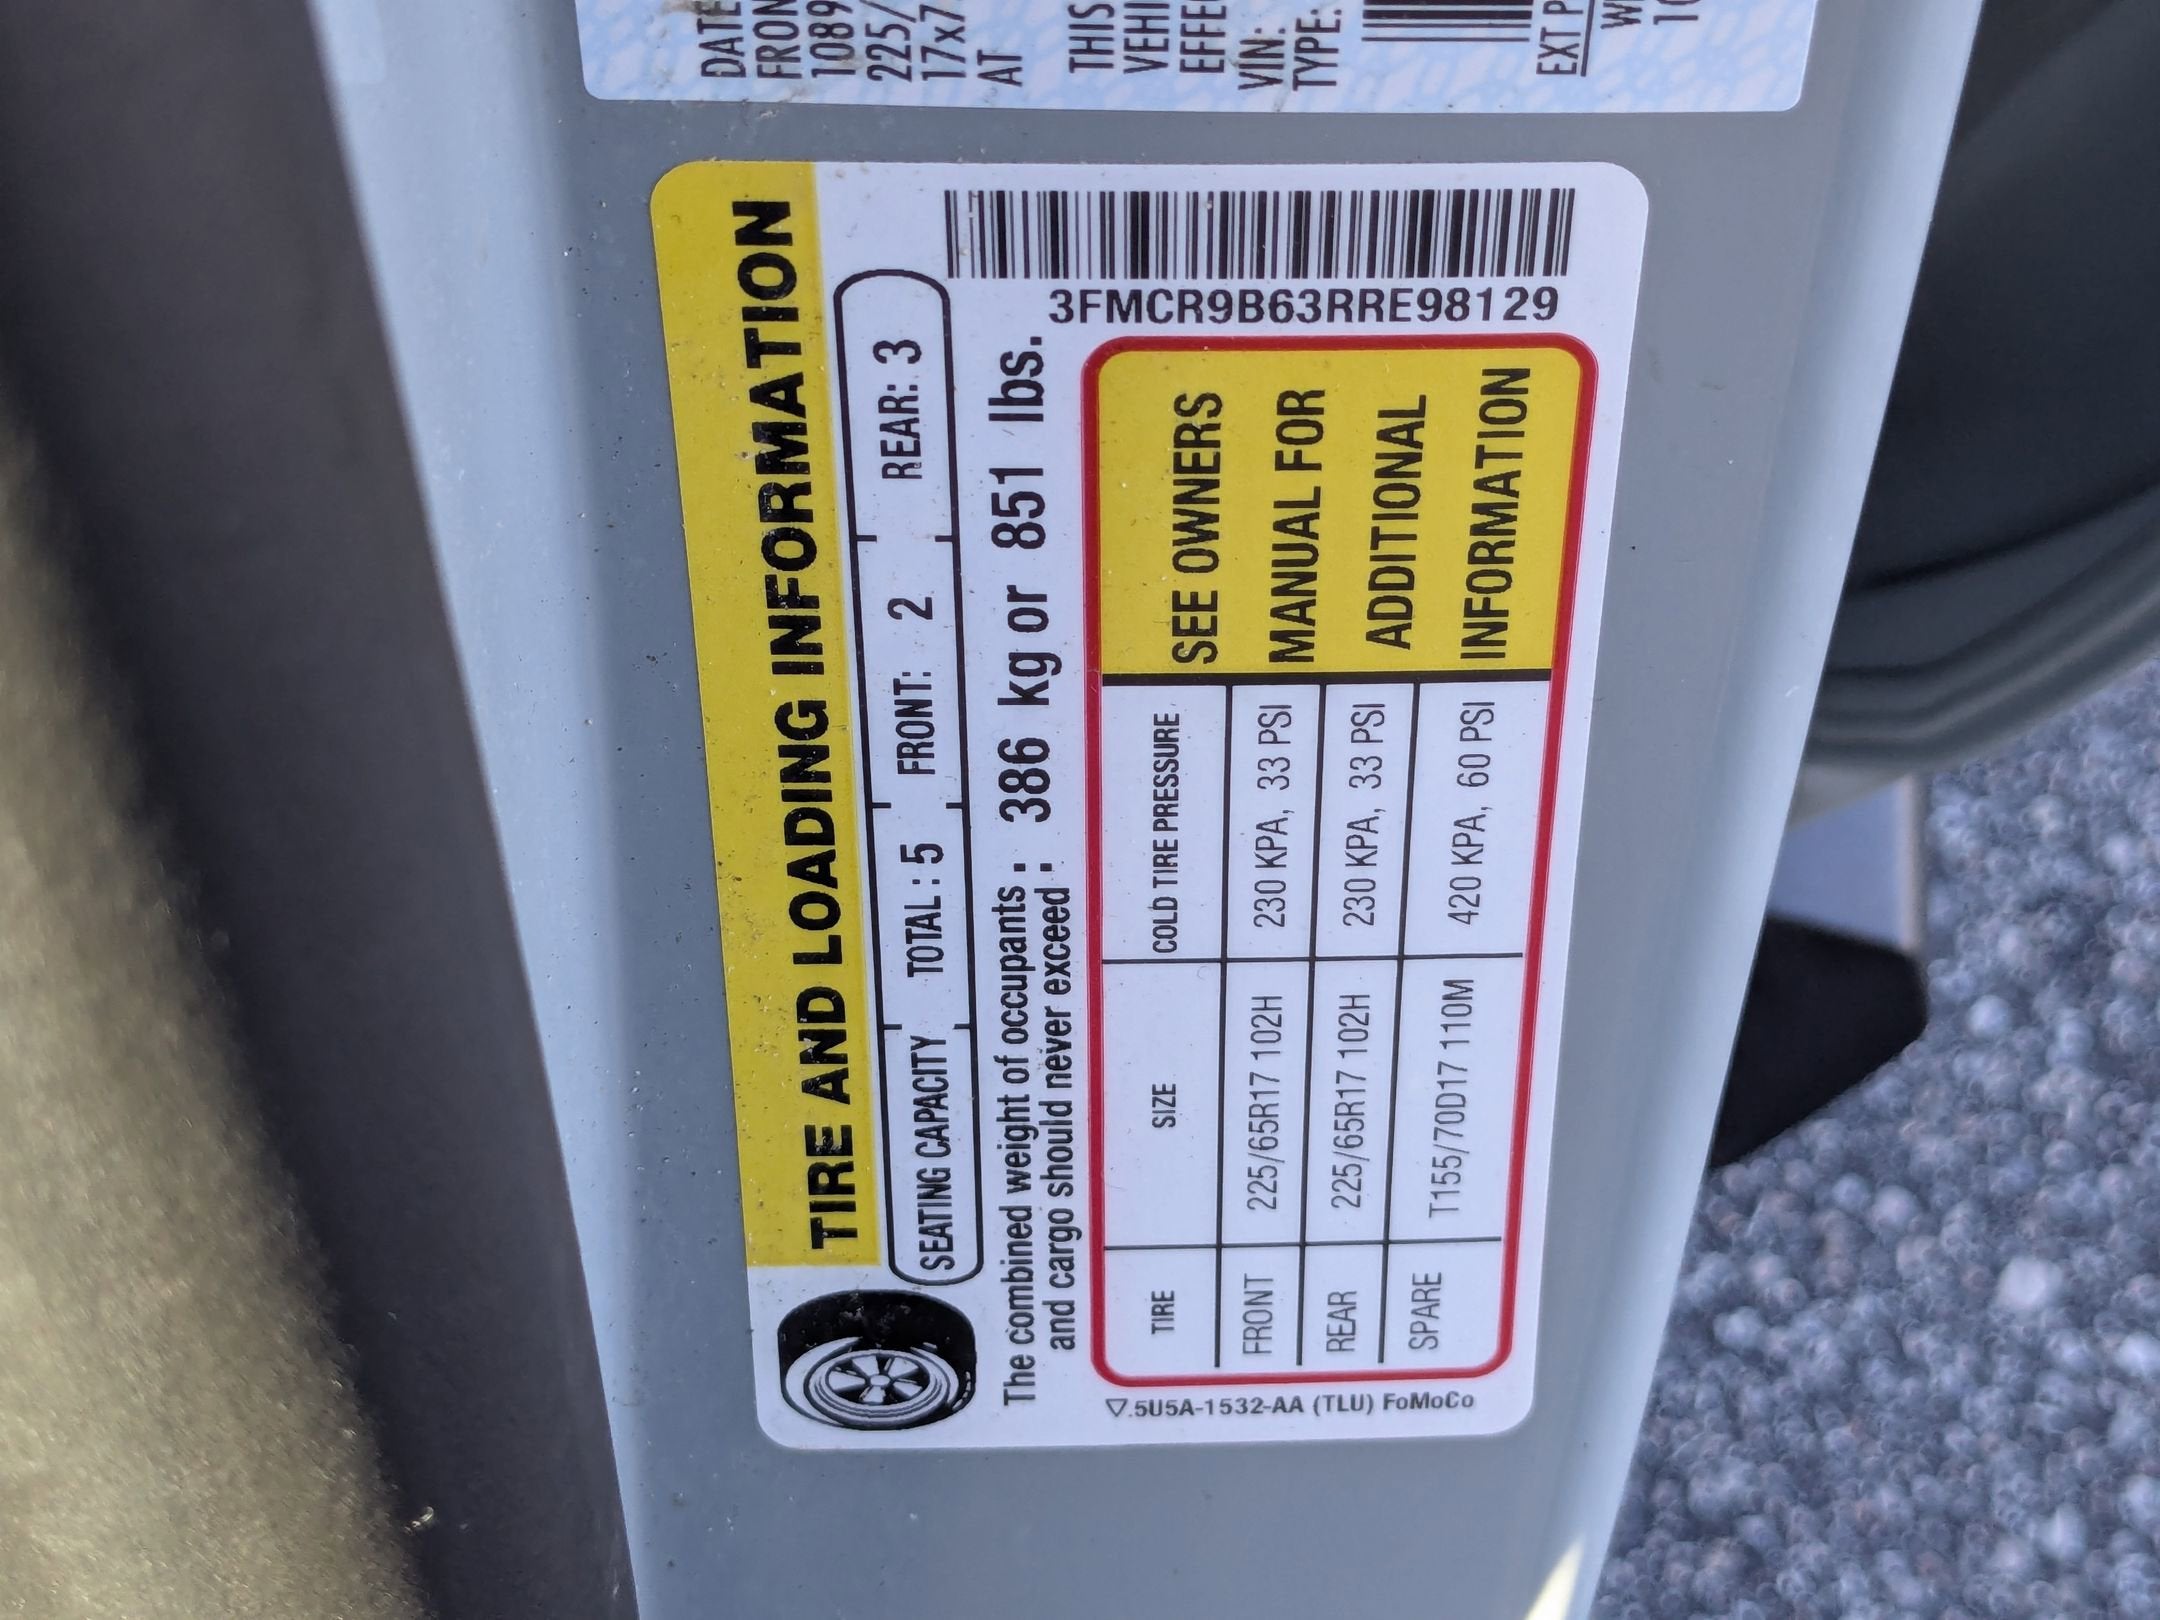 TIRE AND LOADING INFORMATION
SEATING CAPACITY TOTAL : 5 FRONT: 2 REAR: 3
The combined weight of occupants : 386 kg or 851 lbs.
and cargo should never exceed :
3FMCR9B63RRE98129
TIRE SIZE COLD TIRE PRESSURE
FRONT 225/65R17 102H 230 KPA, 33 PSI
REAR 225/65R17 102H 230 KPA, 33 PSI
SPARE T155/70D17 110M 420 KPA, 60 PSI
SEE OWNERS
MANUAL FOR
ADDITIONAL
INFORMATION
5U5A-1532-AA (TLU) FoMoCo
DATE
FRON
1089
225/
17x7
AT
THIS
VEHI
EFFE
VIN:
TYPE:
EXT P